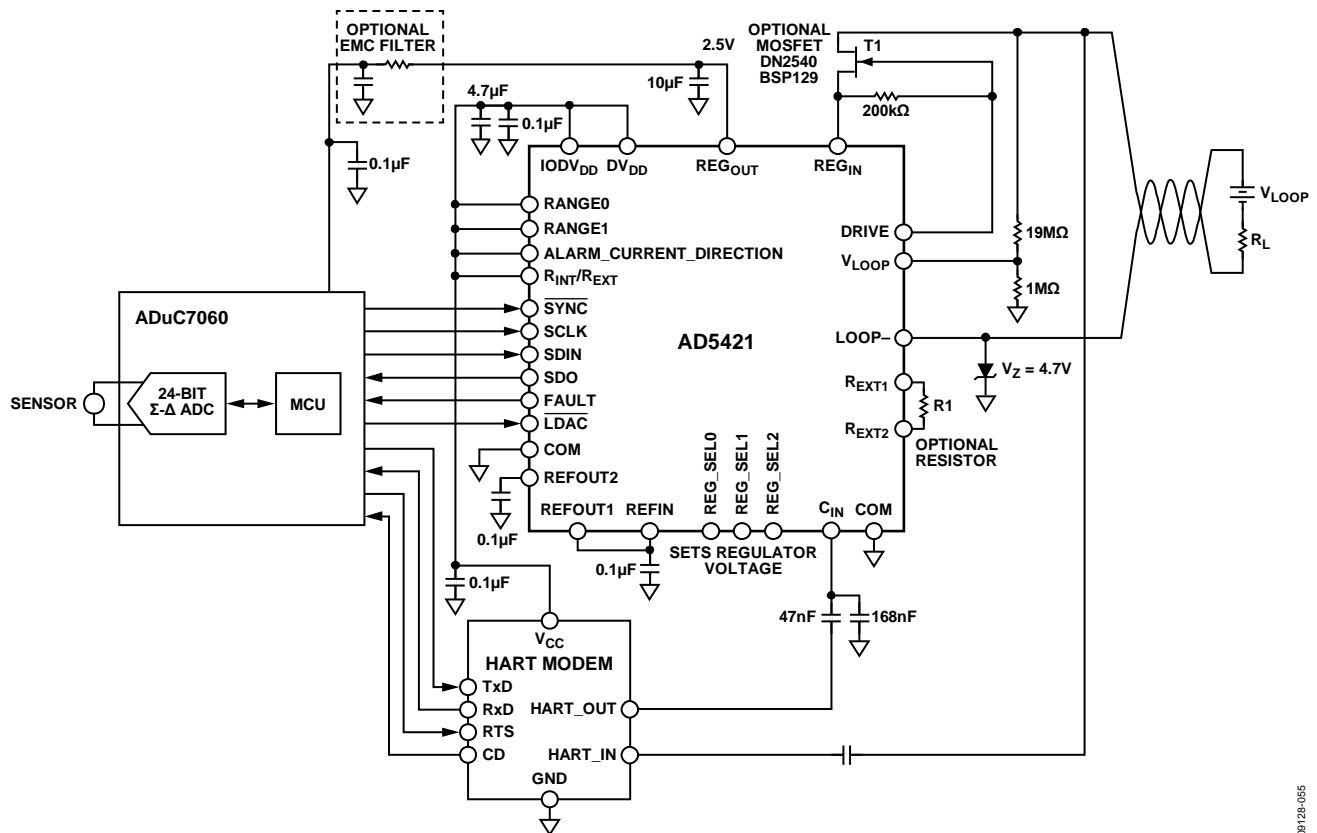 OPTIONAL
EMC FILTER
2.5V
OPTIONAL
MOSFET
DN2540
BSP129
T1
4.7µF
10µF
200kΩ
0.1µF
0.1µF
IODVDD
DVDD
REGOUT
REGIN
VLOOP
RL
RANGE0
RANGE1
ALARM_CURRENT_DIRECTION
RINT/REXT
DRIVE
19MΩ
VLOOP
1MΩ
ADuC7060
SYNC
SCLK
SDIN
SDO
FAULT
LDAC
COM
REFOUT2
AD5421
LOOP–
VZ = 4.7V
REXT1
R1
REXT2
OPTIONAL
RESISTOR
SENSOR
24-BIT
Σ-Δ ADC
MCU
REFOUT1
REFIN
REG_SEL0
REG_SEL1
REG_SEL2
CIN
COM
0.1µF
0.1µF
SETS REGULATOR
VOLTAGE
0.1µF
47nF
168nF
VCC
HART MODEM
TxD
RxD
RTS
CD
HART_OUT
HART_IN
GND
09128-055